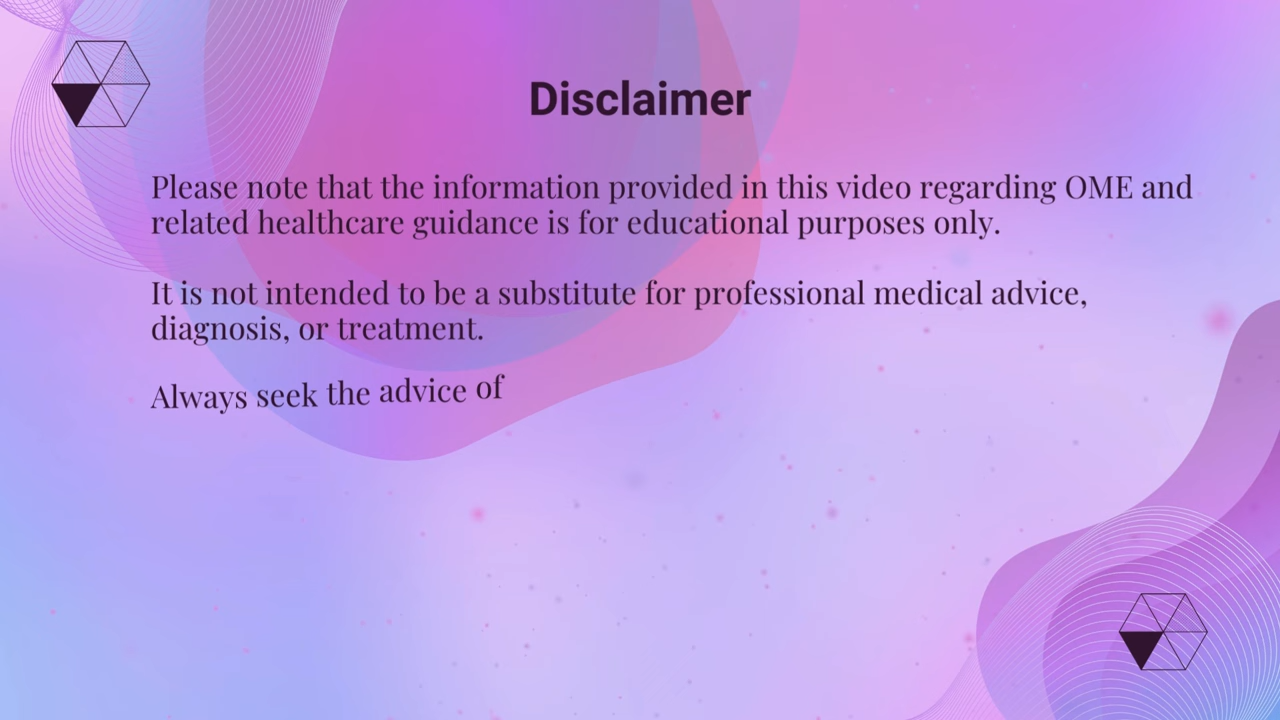 Disclaimer
Please note that the information provided in this video regarding OME and
related healthcare guidance is for educational purposes only.
It is not intended to be a substitute for professional medical advice,
diagnosis, or treatment.
Always seek the advice of